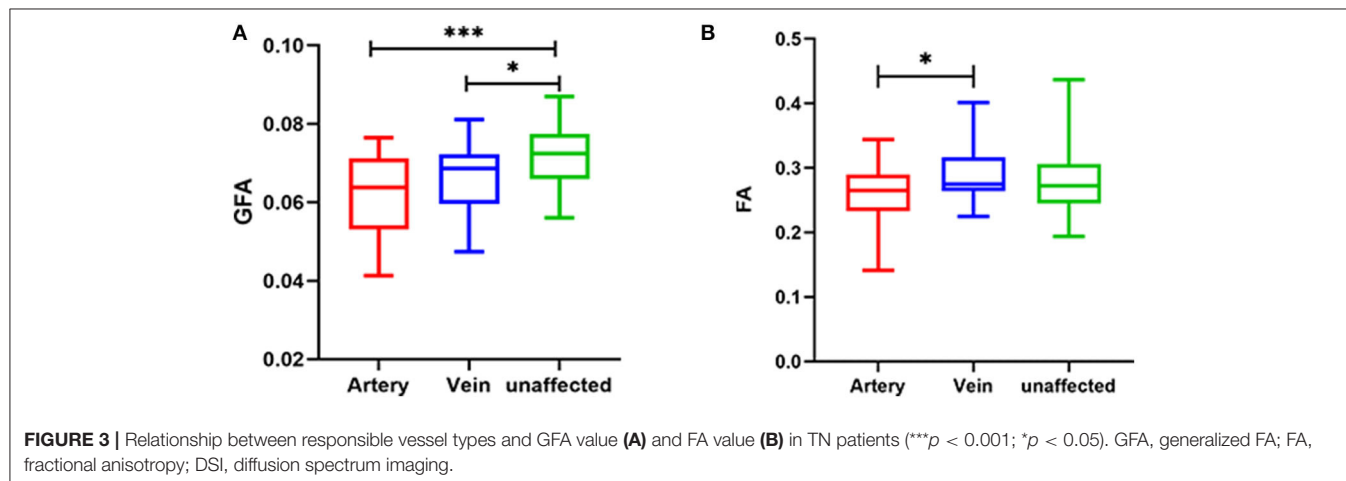 A
***
*
GFA
0.10
0.08
0.06
0.04
0.02
Artery Vein unaffected
B
*
FA
0.5
0.4
0.3
0.2
0.1
0.0
Artery Vein unaffected
FIGURE 3 | Relationship between responsible vessel types and GFA value (A) and FA value (B) in TN patients (***p < 0.001; *p < 0.05). GFA, generalized FA; FA,
fractional anisotropy; DSI, diffusion spectrum imaging.